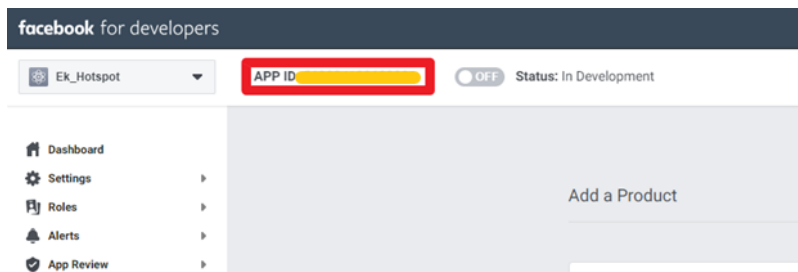 facebook for developers
Ek_Hotspot
APP ID
OFF
Status: In Development
Dashboard
Settings
Roles
Alerts
App Review
Add a Product